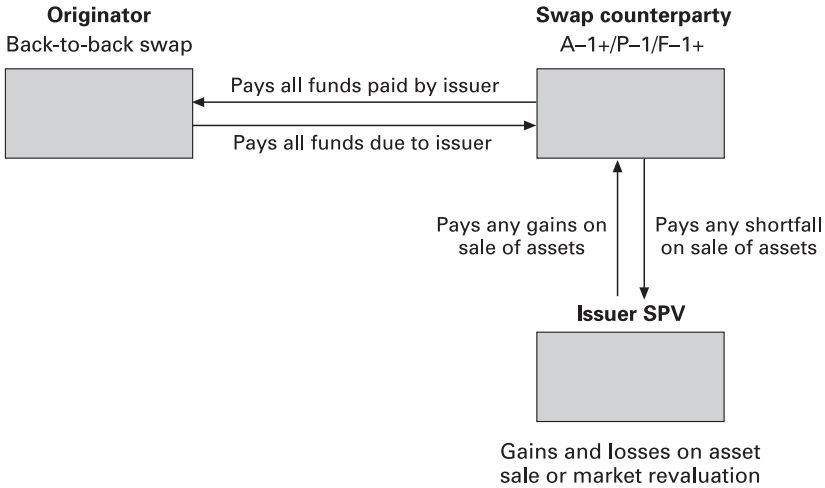 Originator
Back-to-back swap
Swap counterparty
A–1+/P–1/F–1+
Pays all funds paid by issuer
Pays all funds due to issuer
Pays any gains on
sale of assets
Pays any shortfall
on sale of assets
Issuer SPV
Gains and losses on asset
sale or market revaluation